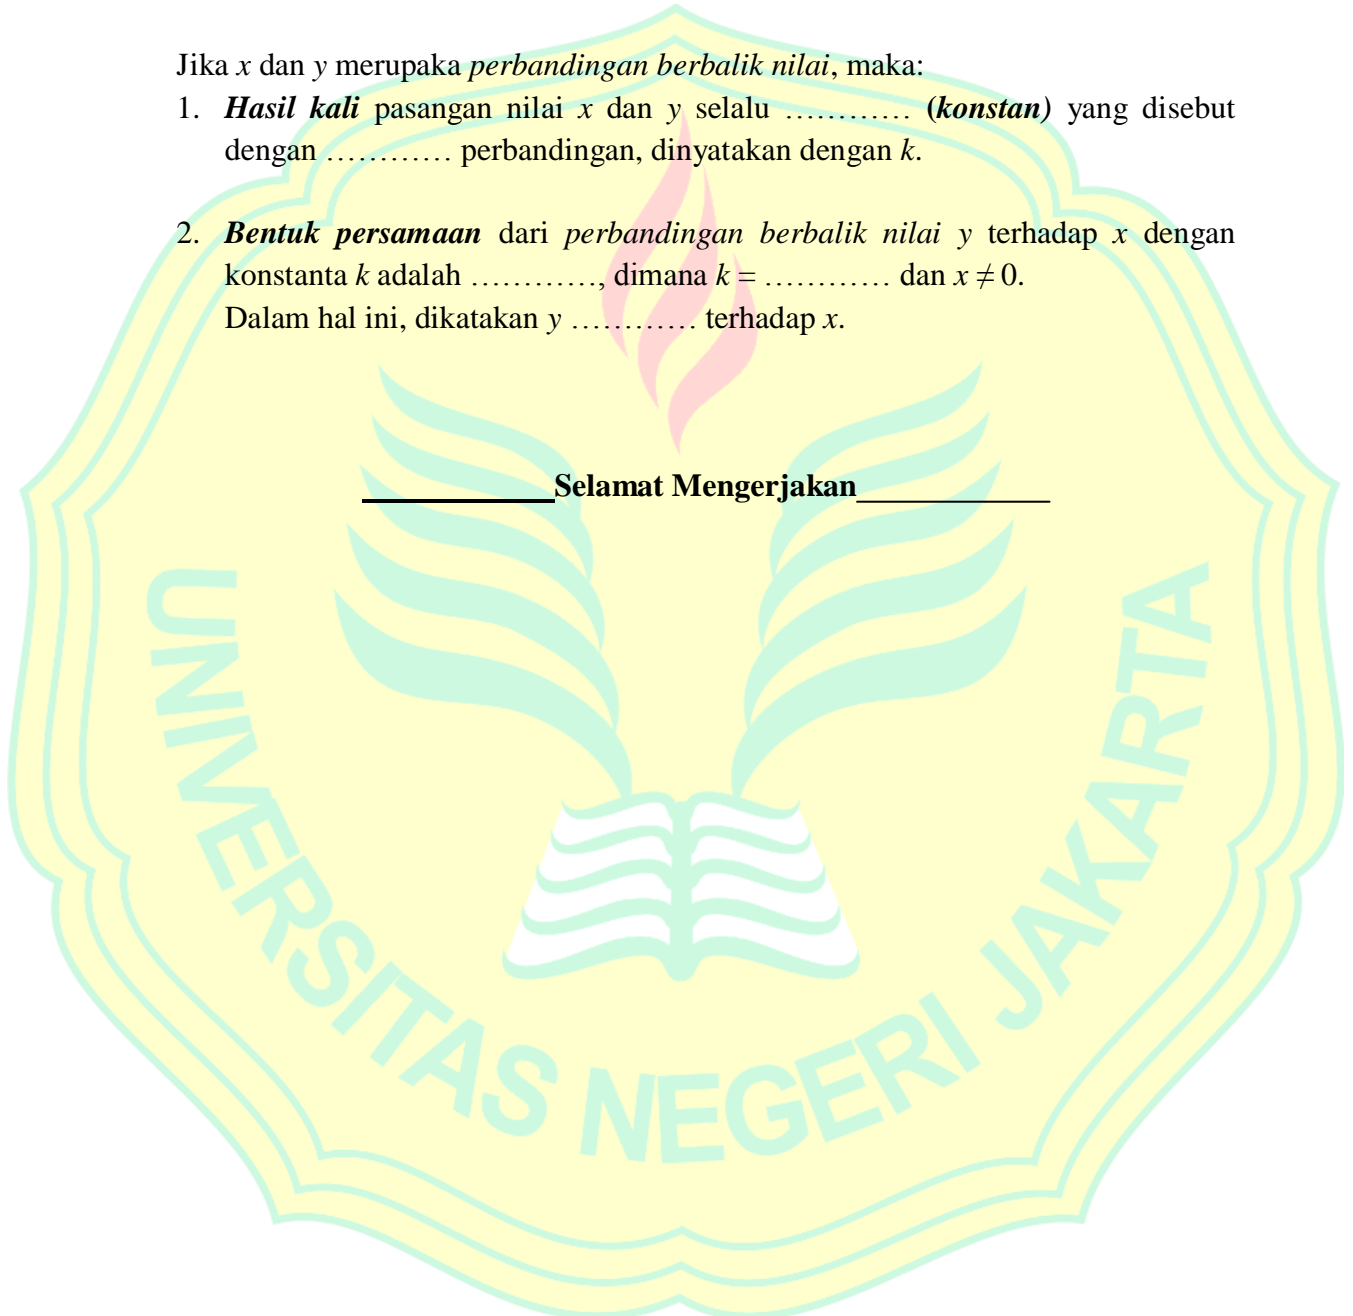 Jika x dan y merupaka perbandingan berbalik nilai, maka:
1. Hasil kali pasangan nilai x dan y selalu ………… (konstan) yang disebut
dengan ………… perbandingan, dinyatakan dengan k.
2. Bentuk persamaan dari perbandingan berbalik nilai y terhadap x dengan
konstanta k adalah …………, dimana k = ………… dan x ≠ 0.
Dalam hal ini, dikatakan y ………… terhadap x.
____________Selamat Mengerjakan____________
UNIVERSITAS NEGERI JAKARTA